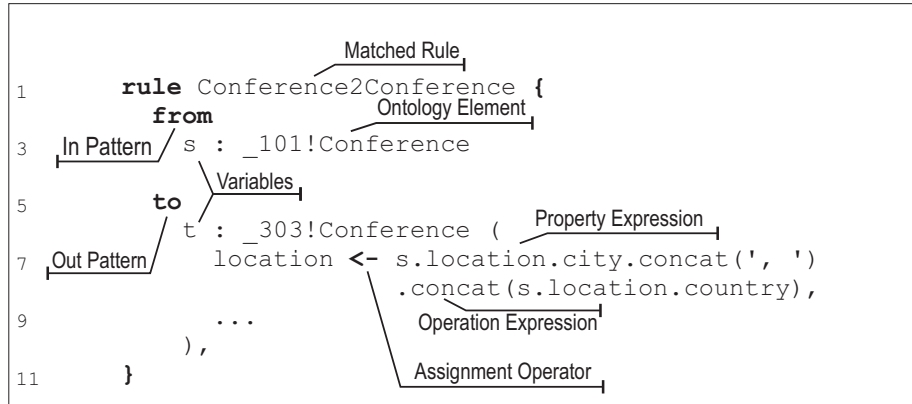 Matched Rule
1 rule Conference2Conference {
from Ontology Element
3 In Pattern s : _101!Conference
Variables
5 to
t : _303!Conference ( Property Expression
7 Out Pattern location <- s.location.city.concat(', ')
.concat(s.location.country),
9 ... Operation Expression
),
Assignment Operator
11 }